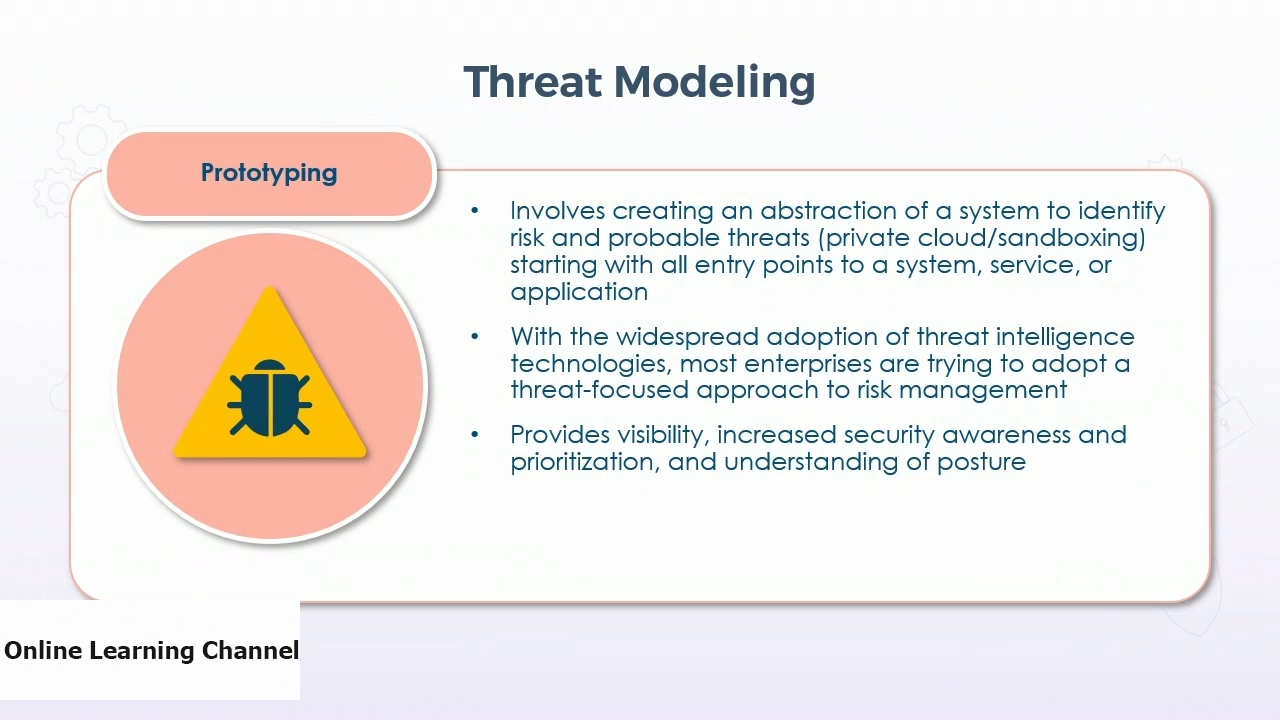 Threat Modeling
Prototyping
• Involves creating an abstraction of a system to identify
risk and probable threats (private cloud/sandboxing)
starting with all entry points to a system, service, or
application
• With the widespread adoption of threat intelligence
technologies, most enterprises are trying to adopt a
threat-focused approach to risk management
• Provides visibility, increased security awareness and
prioritization, and understanding of posture
Online Learning Channel